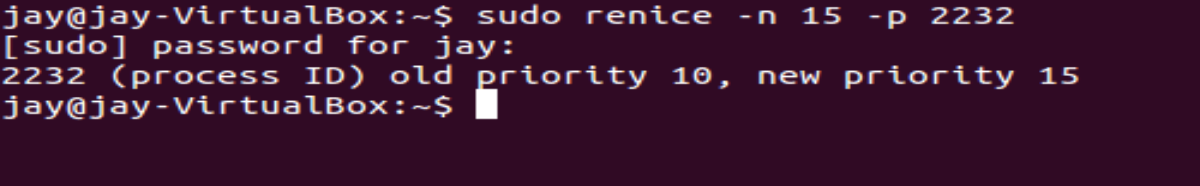 jay@jay-VirtualBox:~$ sudo renice -n 15 -p 2232
[sudo] password for jay:
2232 (process ID) old priority 10, new priority 15
jay@jay-VirtualBox:~$